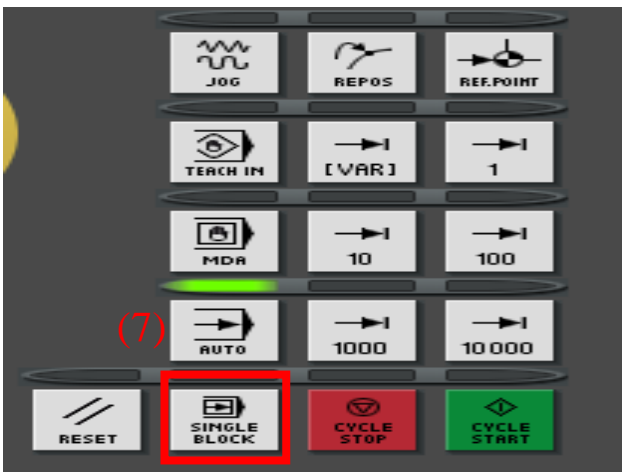 JOG REPOS REF.POINT
TEACH IN [VAR] 1
MDA 10 100
(7) AUTO 1000 10 000
RESET SINGLE BLOCK CYCLE STOP CYCLE START